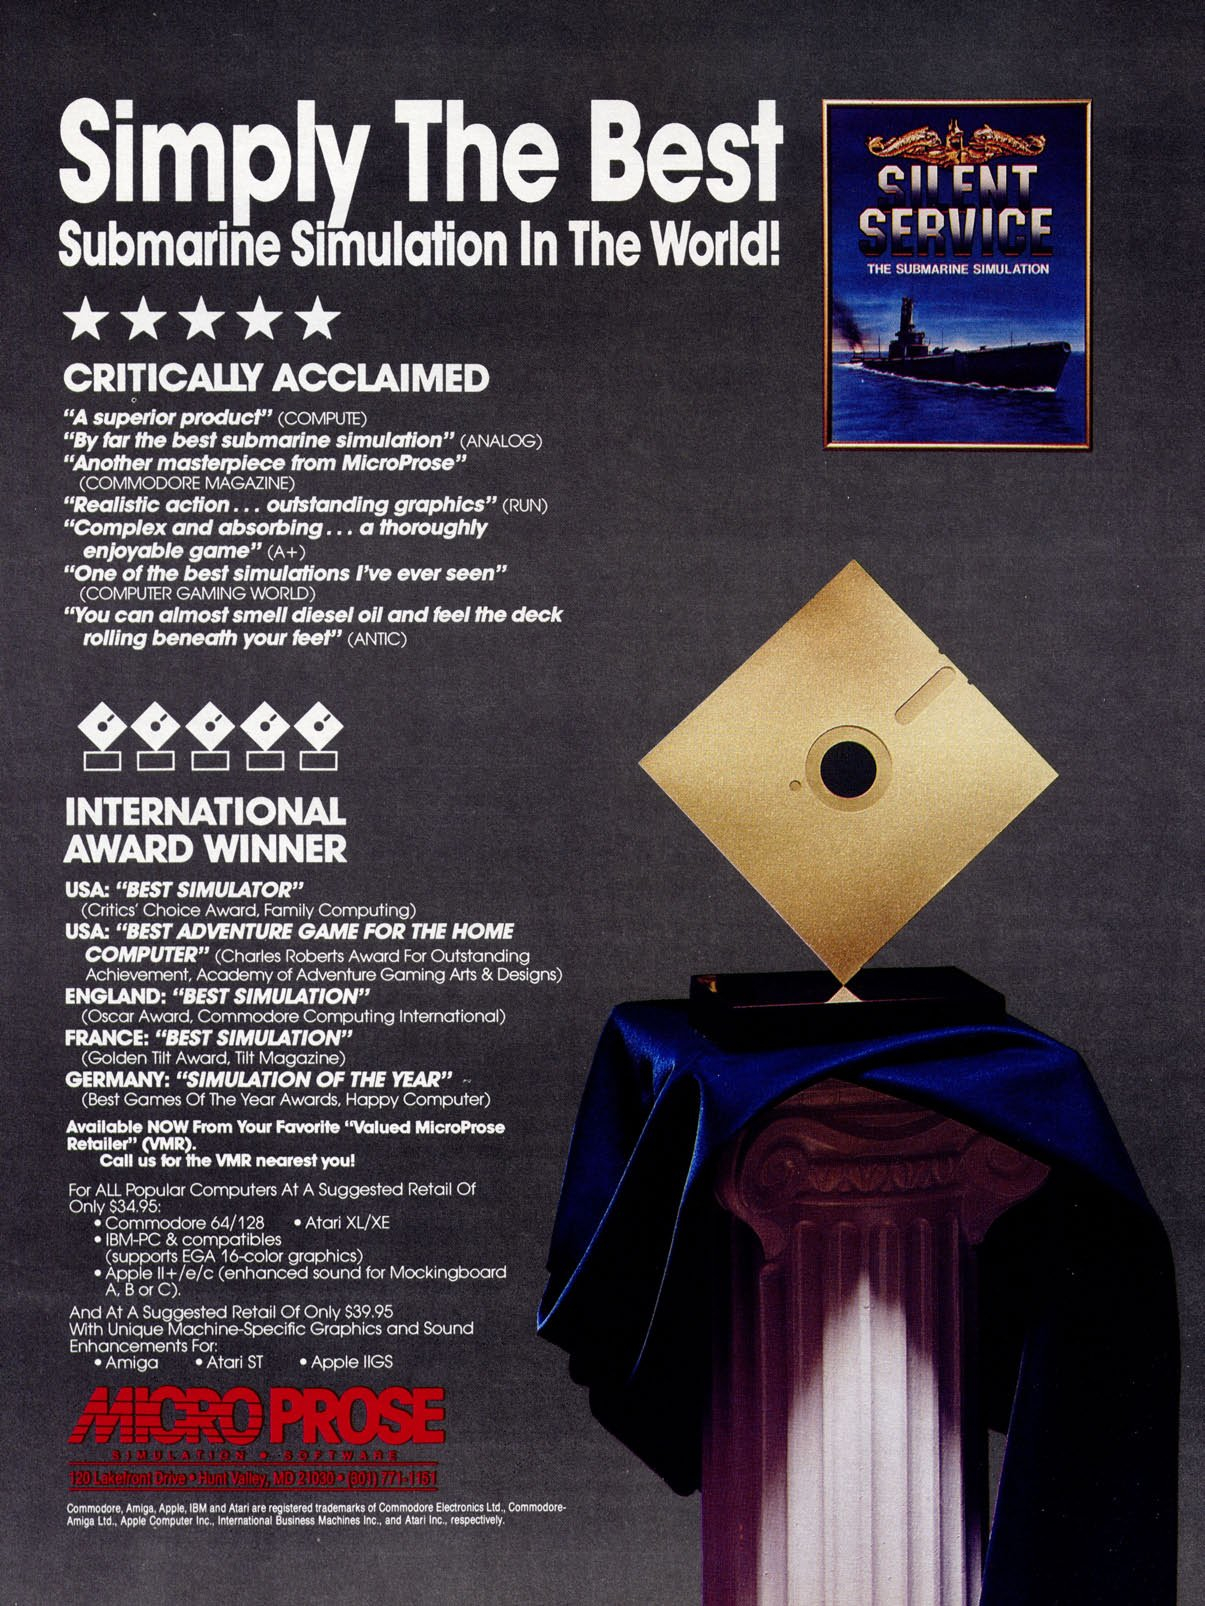 Simply The Best
Submarine Simulation In The World!
SILENT
SERVICE
THE SUBMARINE SIMULATION
CRITICALLY ACCLAIMED
“A superior product” (COMPUTE)
“By far the best submarine simulation” (ANALOG)
“Another masterpiece from MicroProse”
(COMMODORE MAGAZINE)
“Realistic action... outstanding graphics” (RUN)
“Complex and absorbing... a thoroughly
enjoyable game” (A+)
“One of the best simulations I've ever seen”
(COMPUTER GAMING WORLD)
“You can almost smell diesel oil and feel the deck
rolling beneath your feet” (ANTIC)
INTERNATIONAL
AWARD WINNER
USA: “BEST SIMULATOR”
(Critics' Choice Award, Family Computing)
USA: “BEST ADVENTURE GAME FOR THE HOME
COMPUTER” (Charles Roberts Award For Outstanding
Achievement, Academy of Adventure Gaming Arts & Designs)
ENGLAND: “BEST SIMULATION”
(Oscar Award, Commodore Computing International)
FRANCE: “BEST SIMULATION”
(Golden Tilt Award, Tilt Magazine)
GERMANY: “SIMULATION OF THE YEAR”
(Best Games Of The Year Awards, Happy Computer)
Available NOW From Your Favorite “Valued MicroProse
Retailer” (VMR).
Call us for the VMR nearest you!
For ALL Popular Computers At A Suggested Retail Of
Only $34.95:
• Commodore 64/128 • Atari XL/XE
• IBM-PC & compatibles
(supports EGA 16-color graphics)
• Apple II+/e/c (enhanced sound for Mockingboard
A, B or C).
And At A Suggested Retail Of Only $39.95
With Unique Machine-Specific Graphics and Sound
Enhancements For:
• Amiga • Atari ST • Apple IIGS
MICRO PROSE
SIMULATION • SOFTWARE
120 Lakefront Drive • Hunt Valley, MD 21030 • (301) 771-1151
Commodore, Amiga, Apple, IBM and Atari are registered trademarks of Commodore Electronics Ltd., Commodore-
Amiga Ltd., Apple Computer Inc., International Business Machines Inc., and Atari Inc., respectively.